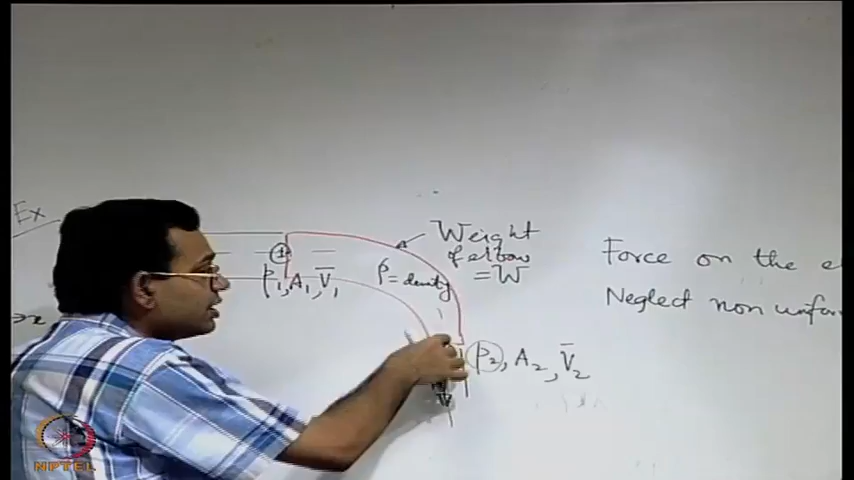 Ex
Weight
of elbow
= W
①
p₁, A₁, V̄₁
ρ = density
Force on the e
Neglect non unifor
p₂, A₂, V̄₂
x
NPTEL